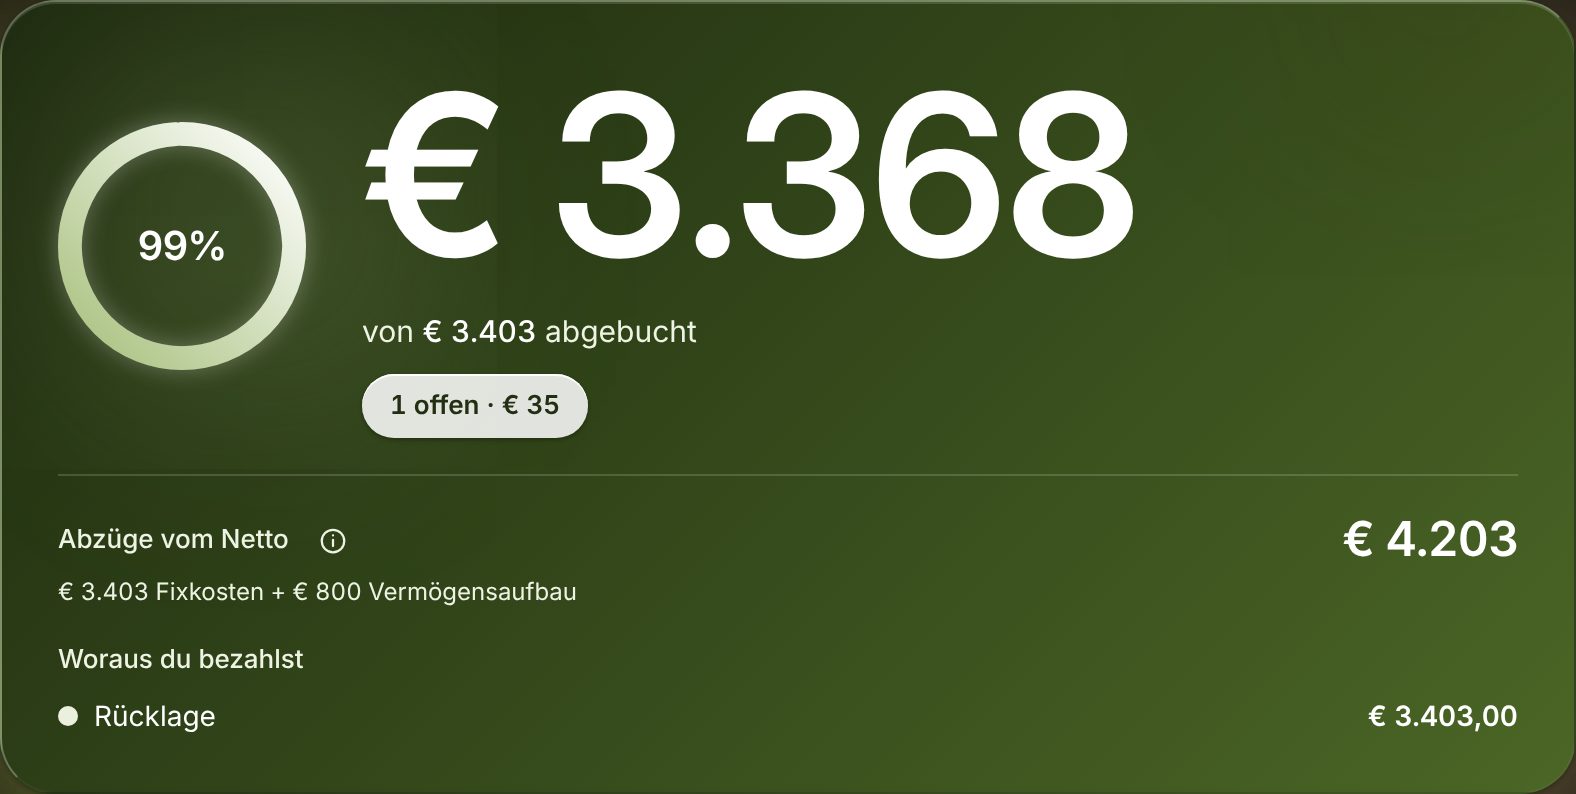 99%
€ 3.368
von € 3.403 abgebucht
1 offen · € 35
Abzüge vom Netto
€ 4.203
€ 3.403 Fixkosten + € 800 Vermögensaufbau
Woraus du bezahlst
Rücklage
€ 3.403,00